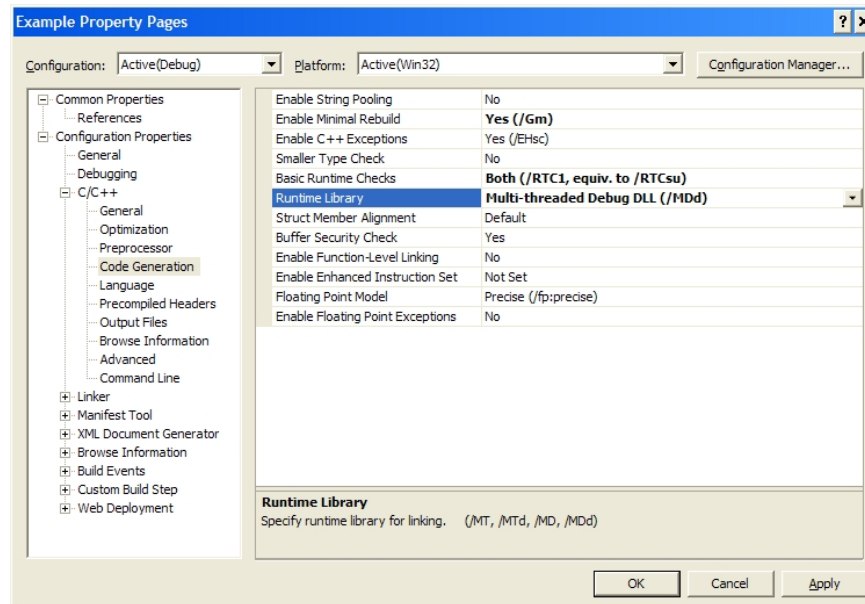 Example Property Pages
Configuration: Active(Debug) Platform: Active(Win32) Configuration Manager...
Common Properties
References
Configuration Properties
General
Debugging
C/C++
General
Optimization
Preprocessor
Code Generation
Language
Precompiled Headers
Output Files
Browse Information
Advanced
Command Line
Linker
Manifest Tool
XML Document Generator
Browse Information
Build Events
Custom Build Step
Web Deployment
Enable String Pooling No
Enable Minimal Rebuild Yes (/Gm)
Enable C++ Exceptions Yes (/EHsc)
Smaller Type Check No
Basic Runtime Checks Both (/RTC1, equiv. to /RTCsu)
Runtime Library Multi-threaded Debug DLL (/MDd)
Struct Member Alignment Default
Buffer Security Check Yes
Enable Function-Level Linking No
Enable Enhanced Instruction Set Not Set
Floating Point Model Precise (/fp:precise)
Enable Floating Point Exceptions No
Runtime Library
Specify runtime library for linking. (/MT, /MTd, /MD, /MDd)
OK Cancel Apply